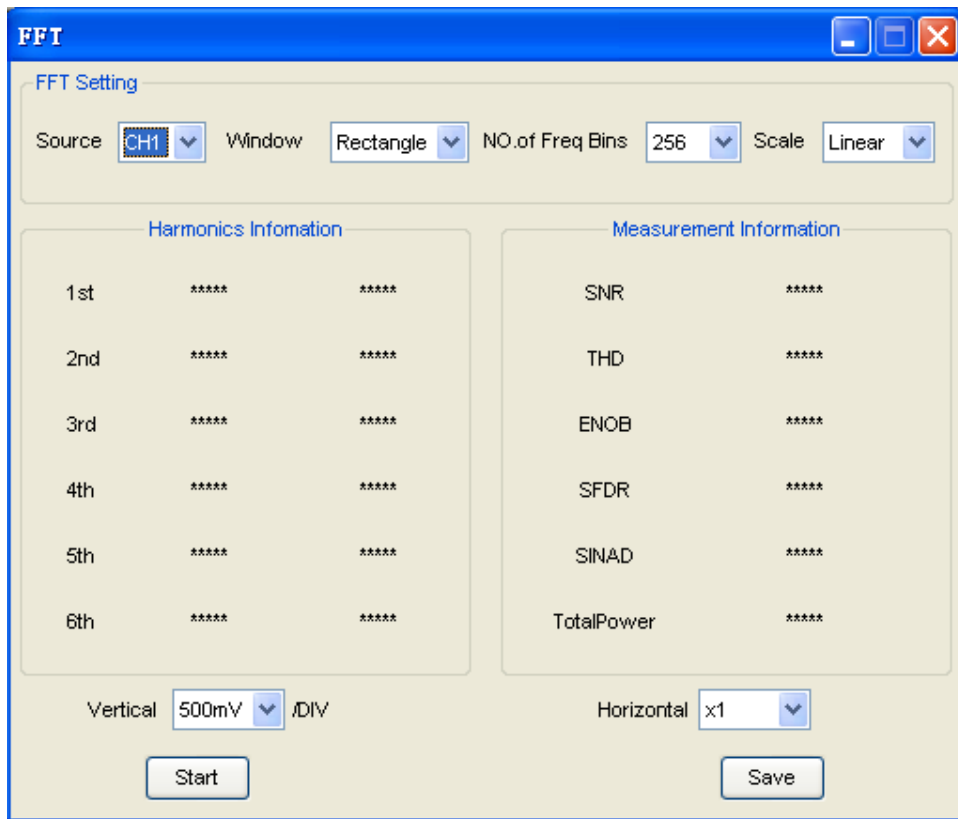 FFT
FFT Setting
Source CH1 Window Rectangle NO.of Freq Bins 256 Scale Linear
Harmonics Infomation
1st ***** *****
2nd ***** *****
3rd ***** *****
4th ***** *****
5th ***** *****
6th ***** *****
Measurement Information
SNR *****
THD *****
ENOB *****
SFDR *****
SINAD *****
TotalPower *****
Vertical 500mV /DIV
Horizontal x1
Start
Save